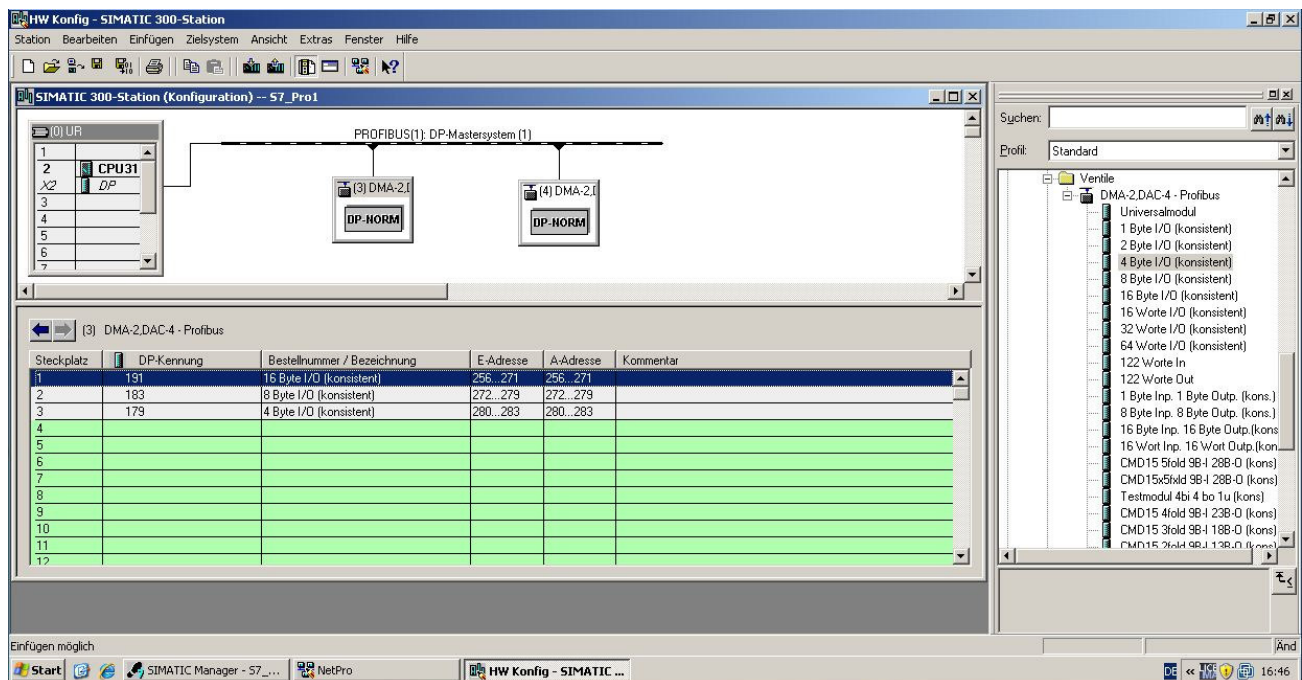 HW Konfig - SIMATIC 300-Station
Station Bearbeiten Einfügen Zielsystem Ansicht Extras Fenster Hilfe
SIMATIC 300-Station (Konfiguration) -- S7_Pro1
(0) UR
1
2 CPU31
X2 DP
3
4
5
6
7
PROFIBUS(1): DP-Mastersystem (1)
(3) DMA-2,D
DP-NORM
(4) DMA-2,D
DP-NORM
(3) DMA-2,DAC-4 - Profibus
Steckplatz DP-Kennung Bestellnummer / Bezeichnung E-Adresse A-Adresse Kommentar
1 191 16 Byte I/O (konsistent) 256...271 256...271
2 183 8 Byte I/O (konsistent) 272...279 272...279
3 179 4 Byte I/O (konsistent) 280...283 280...283
4
5
6
7
8
9
10
11
12
Suchen:
Profil: Standard
Ventile
DMA-2,DAC-4 - Profibus
Universalmodul
1 Byte I/O (konsistent)
2 Byte I/O (konsistent)
4 Byte I/O (konsistent)
8 Byte I/O (konsistent)
16 Byte I/O (konsistent)
16 Worte I/O (konsistent)
32 Worte I/O (konsistent)
64 Worte I/O (konsistent)
122 Worte In
122 Worte Out
1 Byte Inp. 1 Byte Outp. (kons.)
8 Byte Inp. 8 Byte Outp. (kons.)
16 Byte Inp. 16 Byte Outp.(kons
16 Wort Inp. 16 Wort Outp.(kon
CMD15 5fold 9B-I 28B-O (kons)
CMD15x5fold 9B-I 28B-O (kons)
Testmodul 4bi 4 bo 1u (kons)
CMD15 4fold 9B-I 23B-O (kons)
CMD15 3fold 9B-I 18B-O (kons)
CMD15 2fold 9B-I 13B-O (kons)
Einfügen möglich
Änd
Start SIMATIC Manager - S7_... NetPro HW Konfig - SIMATIC ... DE « 16:46